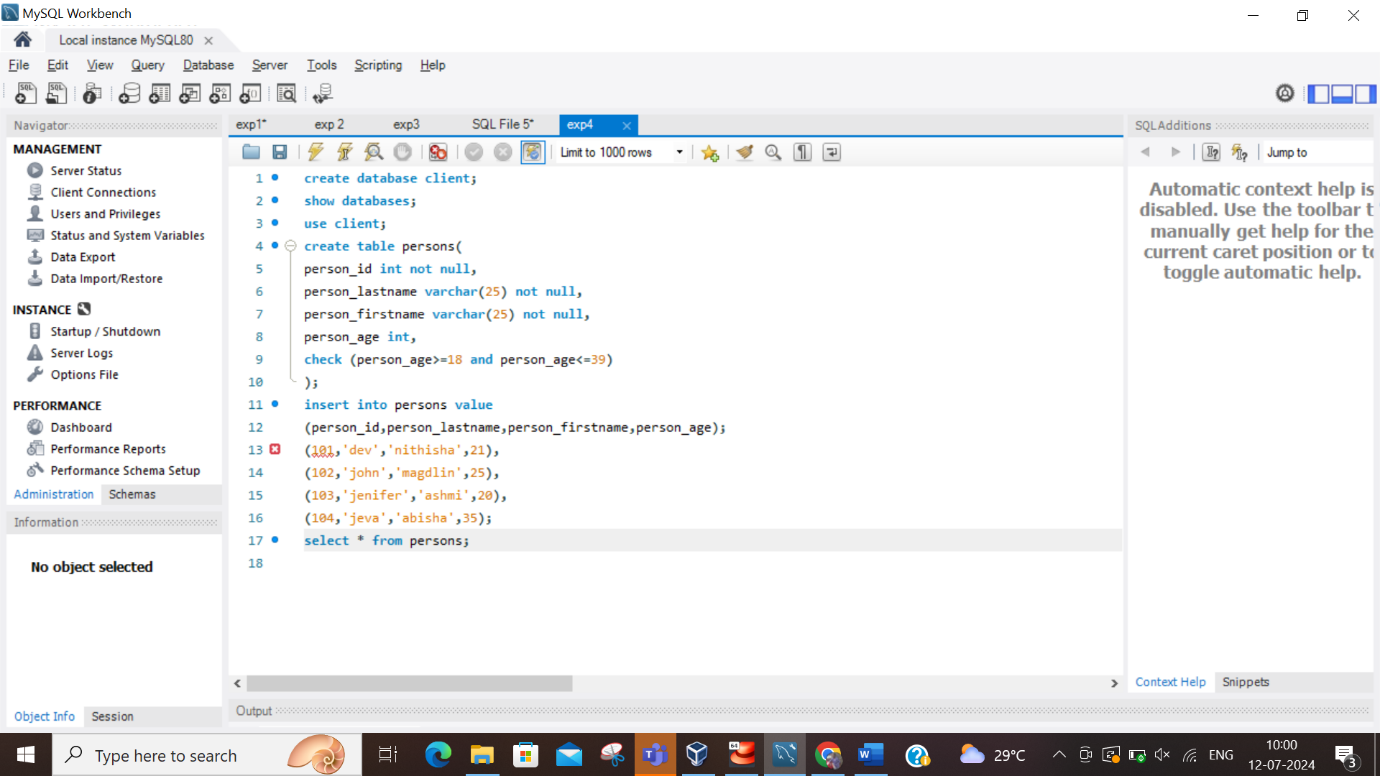 MySQL Workbench
Local instance MySQL80
File Edit View Query Database Server Tools Scripting Help
Navigator
MANAGEMENT
Server Status
Client Connections
Users and Privileges
Status and System Variables
Data Export
Data Import/Restore
INSTANCE
Startup / Shutdown
Server Logs
Options File
PERFORMANCE
Dashboard
Performance Reports
Performance Schema Setup
Administration Schemas
Information
No object selected
Object Info Session
exp1* exp 2 exp3 SQL File 5* exp4
Limit to 1000 rows
1 create database client;
2 show databases;
3 use client;
4 create table persons(
5 person_id int not null,
6 person_lastname varchar(25) not null,
7 person_firstname varchar(25) not null,
8 person_age int,
9 check (person_age>=18 and person_age<=39)
10 );
11 insert into persons value
12 (person_id,person_lastname,person_firstname,person_age);
13 (101,'dev','nithisha',21),
14 (102,'john','magdlin',25),
15 (103,'jenifer','ashmi',20),
16 (104,'jeva','abisha',35);
17 select * from persons;
18
Output
SQLAdditions
Jump to
Automatic context help is
disabled. Use the toolbar t
manually get help for the
current caret position or to
toggle automatic help.
Context Help Snippets
Type here to search
64
29°C
ENG
10:00
12-07-2024
3